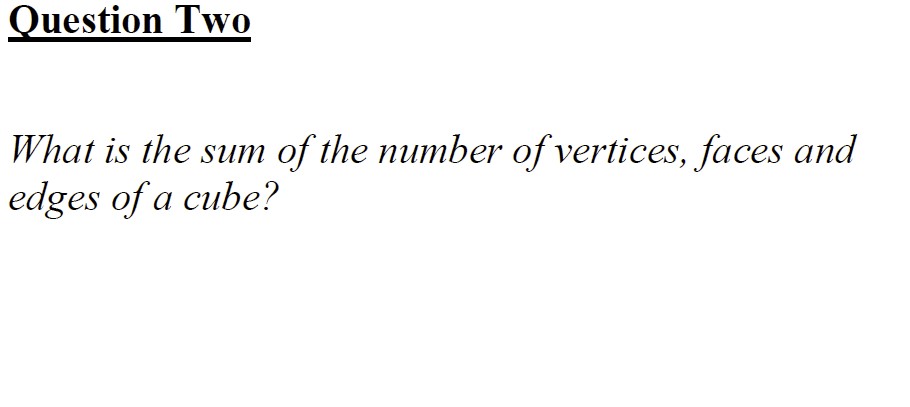 Question Two
What is the sum of the number of vertices, faces and
edges of a cube?